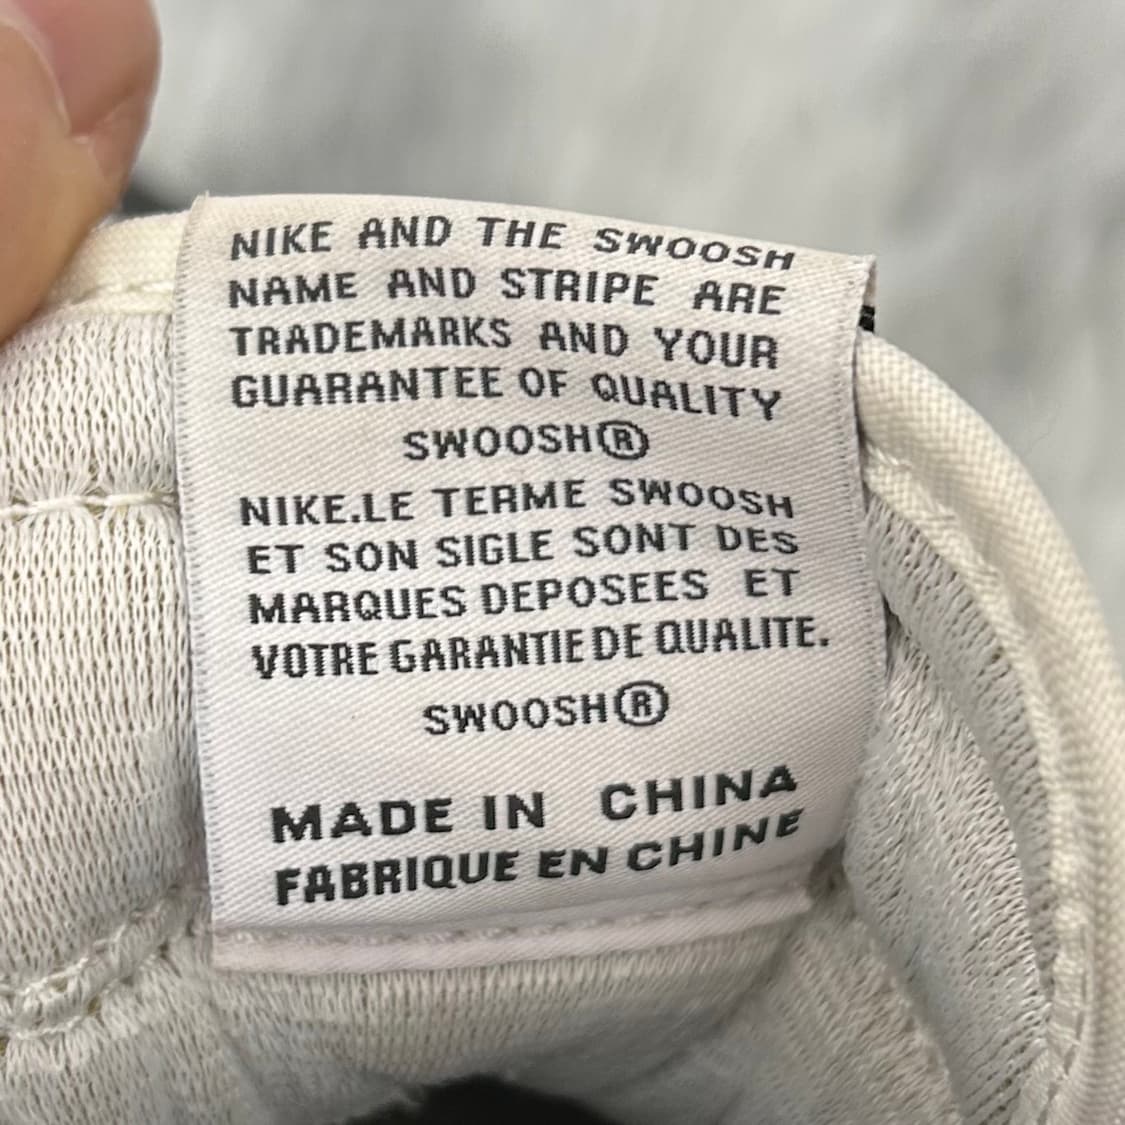 NIKE AND THE SWOOSH
NAME AND STRIPE ARE
TRADEMARKS AND YOUR
GUARANTEE OF QUALITY
SWOOSH®
NIKE.LE TERME SWOOSH
ET SON SIGLE SONT DES
MARQUES DEPOSEES ET
VOTRE GARANTIE DE QUALITE.
SWOOSH®
MADE IN CHINA
FABRIQUE EN CHINE